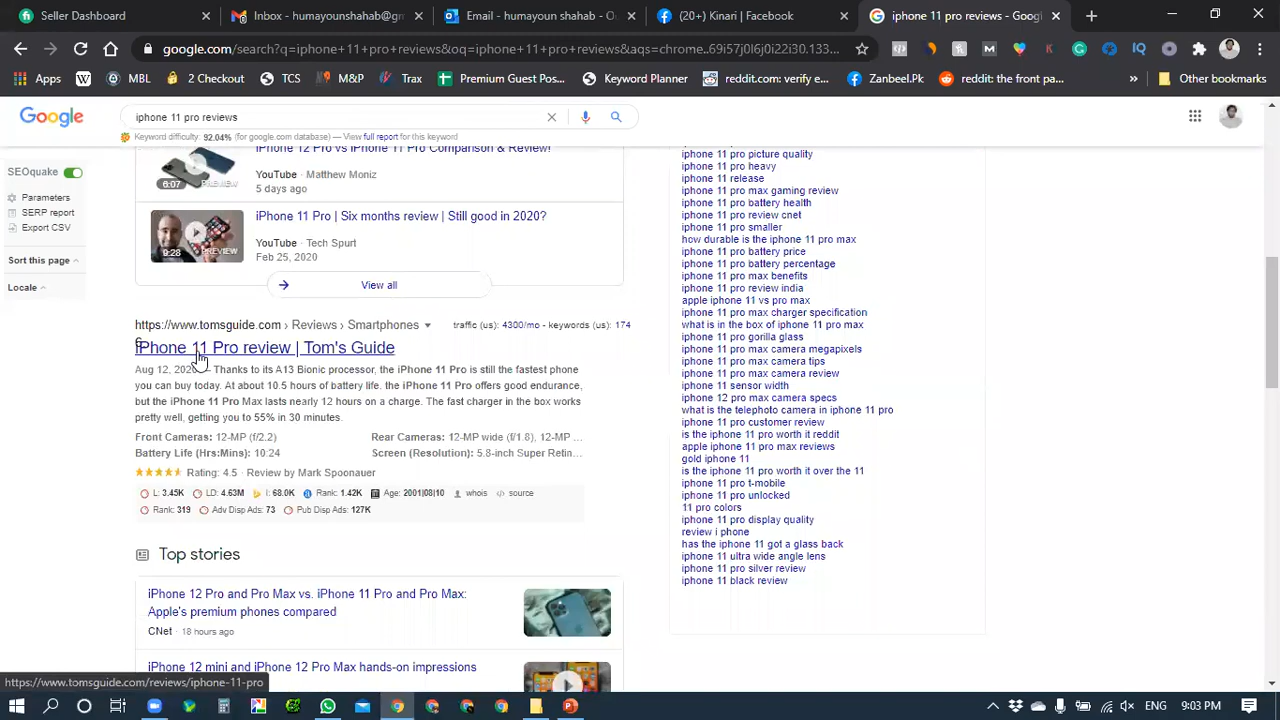 Seller Dashboard
Inbox - humayounshahab@gm
Email - humayoun shahab - O
(20+) Kinari | Facebook
iphone 11 pro reviews - Googl
google.com/search?q=iphone+11+pro+reviews&oq=iphone+11+pro+reviews&aqs=chrome..69i57j0l6j0i22i30.133...
Apps
MBL
2 Checkout
TCS
M&P
Trax
Premium Guest Pos...
Keyword Planner
reddit.com: verify e...
Zanbeel.Pk
reddit: the front pa...
Other bookmarks
Google
iphone 11 pro reviews
Keyword difficulty: 92.04% (for google.com database) – View full report for this keyword
SEOquake
Parameters
SERP report
Export CSV
Sort this page
Locale
iPhone 12 Pro vs iPhone 11 Pro Comparison & Review!
6:07
PREVIEW
YouTube · Matthew Moniz
5 days ago
iPhone 11 Pro | Six months review | Still good in 2020?
9:28
PREVIEW
YouTube · Tech Spurt
Feb 25, 2020
View all
https://www.tomsguide.com › Reviews › Smartphones
traffic (us): 4300/mo - keywords (us): 174
iPhone 11 Pro review | Tom's Guide
Aug 12, 2020 — Thanks to its A13 Bionic processor, the iPhone 11 Pro is still the fastest phone
you can buy today. At about 10.5 hours of battery life, the iPhone 11 Pro offers good endurance,
but the iPhone 11 Pro Max lasts nearly 12 hours on a charge. The fast charger in the box works
pretty well, getting you to 55% in 30 minutes.
Front Cameras: 12-MP (f/2.2)
Rear Cameras: 12-MP wide (f/1.8), 12-MP ...
Battery Life (Hrs:Mins): 10:24
Screen (Resolution): 5.8-inch Super Retin...
Rating: 4.5 · Review by Mark Spoonauer
L: 3.45K
LD: 4.63M
I: 68.0K
Rank: 1.42K
Age: 2001|08|10
whois
source
Rank: 319
Adv Disp Ads: 73
Pub Disp Ads: 127K
Top stories
iPhone 12 Pro and Pro Max vs. iPhone 11 Pro and Pro Max:
Apple's premium phones compared
CNet · 18 hours ago
iPhone 12 mini and iPhone 12 Pro Max hands-on impressions
iphone 11 pro picture quality
iphone 11 pro heavy
iphone 11 release
iphone 11 pro max gaming review
iphone 11 pro battery health
iphone 11 pro review cnet
iphone 11 pro smaller
how durable is the iphone 11 pro max
iphone 11 pro battery price
iphone 11 pro battery percentage
iphone 11 pro max benefits
iphone 11 pro review india
apple iphone 11 vs pro max
iphone 11 pro max charger specification
what is in the box of iphone 11 pro max
iphone 11 pro gorilla glass
iphone 11 pro max camera megapixels
iphone 11 pro max camera tips
iphone 11 pro max camera review
iphone 11 sensor width
iphone 12 pro max camera specs
what is the telephoto camera in iphone 11 pro
iphone 11 pro customer review
is the iphone 11 pro worth it reddit
apple iphone 11 pro max reviews
gold iphone 11
is the iphone 11 pro worth it over the 11
iphone 11 pro t-mobile
iphone 11 pro unlocked
11 pro colors
iphone 11 pro display quality
review i phone
has the iphone 11 got a glass back
iphone 11 ultra wide angle lens
iphone 11 pro silver review
iphone 11 black review
https://www.tomsguide.com/reviews/iphone-11-pro
ENG
9:03 PM